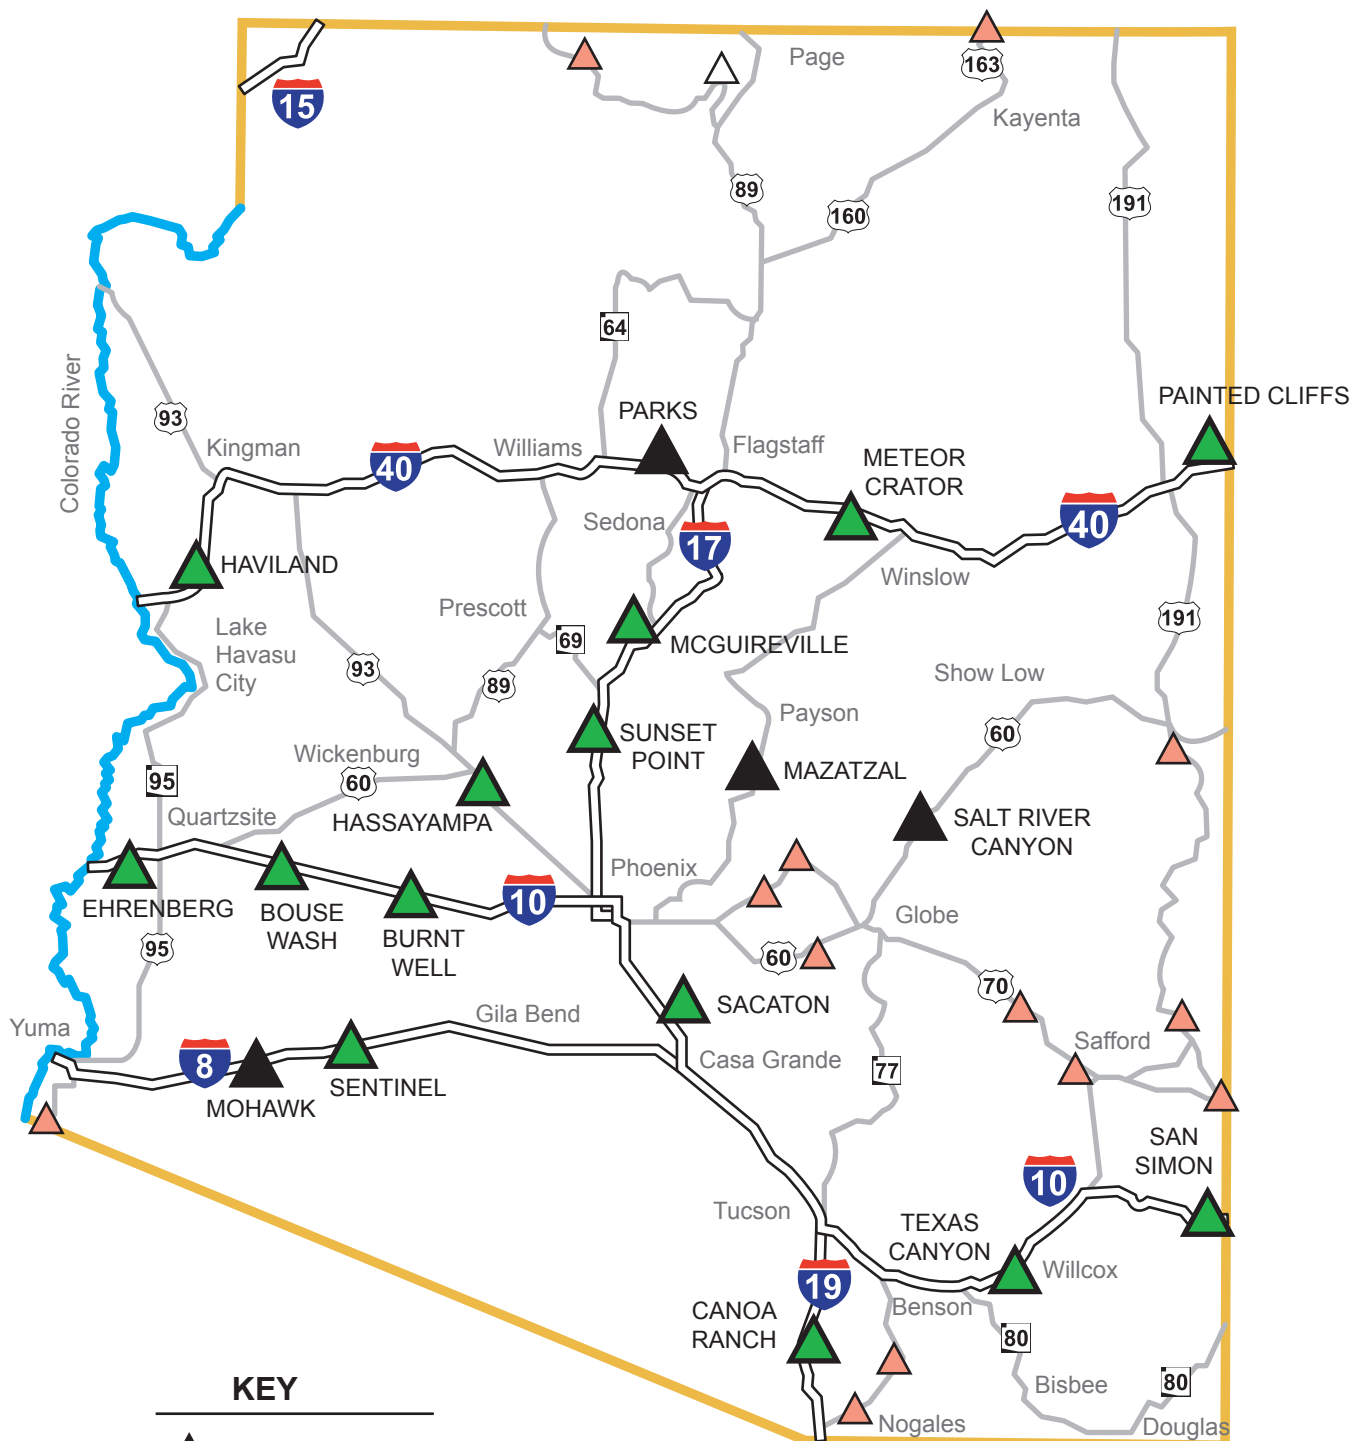 Page
163
15
Kayenta
89
191
160
64
Colorado River
93
PAINTED CLIFFS
PARKS
Kingman
Williams
Flagstaff
40
METEOR
CRATOR
Sedona
17
40
HAVILAND
Winslow
Prescott
69
191
Lake
Havasu
City
MCGUIREVILLE
93
89
Show Low
Payson
SUNSET
POINT
60
Wickenburg
95
60
MAZATZAL
Quartzsite
HASSAYAMPA
SALT RIVER
CANYON
Phoenix
EHRENBERG
BOUSE
WASH
10
Globe
95
BURNT
WELL
60
70
SACATON
Gila Bend
Yuma
Safford
8
Casa Grande
77
SENTINEL
MOHAWK
SAN
SIMON
10
Tucson
TEXAS
CANYON
Willcox
19
Benson
CANOA
RANCH
80
Bisbee
80
KEY
Nogales
Douglas